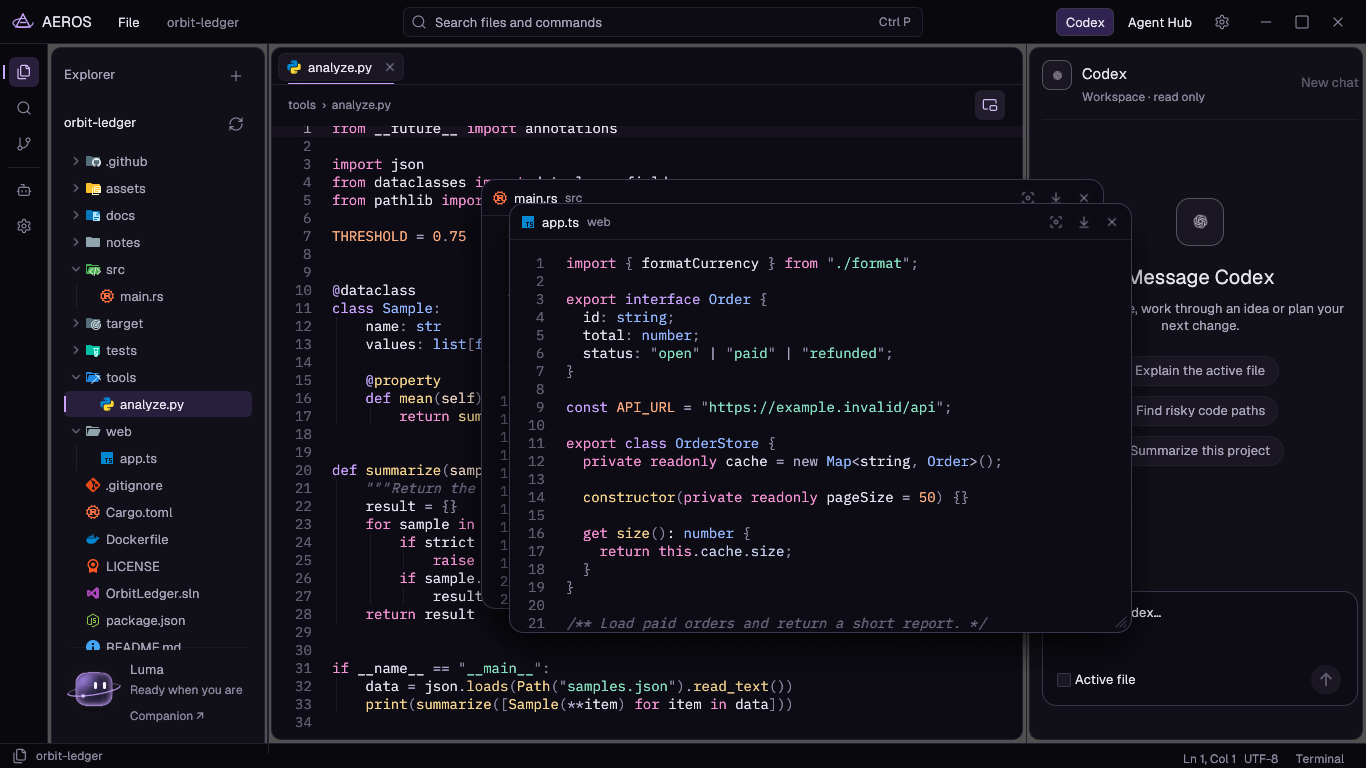 AEROS File orbit-ledger Search files and commands Ctrl P Codex Agent Hub
Explorer
orbit-ledger
.github
assets
docs
notes
src
main.rs
target
tests
tools
analyze.py
web
app.ts
.gitignore
Cargo.toml
Dockerfile
LICENSE
OrbitLedger.sln
package.json
README.md
Luma
Ready when you are
Companion ↗
analyze.py
tools › analyze.py
1 from __future__ import annotations
2
3 import json
4 from dataclasses
5 from pathlib impor
6
7 THRESHOLD = 0.75
8
9
10 @dataclass
11 class Sample:
12 name: str
13 values: list[f
14
15 @property
16 def mean(self)
17 return sum
18
19
20 def summarize(samp
21 """Return the
22 result = {}
23 for sample in
24 if strict
25 raise
26 if sample.
27 result
28 return result
29
30
31 if __name__ == "__main__":
32 data = json.loads(Path("samples.json").read_text())
33 print(summarize([Sample(**item) for item in data]))
34
main.rs src
app.ts web
1 import { formatCurrency } from "./format";
2
3 export interface Order {
4 id: string;
5 total: number;
6 status: "open" | "paid" | "refunded";
7 }
8
9 const API_URL = "https://example.invalid/api";
10
11 export class OrderStore {
12 private readonly cache = new Map<string, Order>();
13
14 constructor(private readonly pageSize = 50) {}
15
16 get size(): number {
17 return this.cache.size;
18 }
19 }
20
21 /** Load paid orders and return a short report. */
Codex
Workspace · read only
New chat
Message Codex
e, work through an idea or plan your
next change.
Explain the active file
Find risky code paths
Summarize this project
dex…
Active file
orbit-ledger
Ln 1, Col 1 UTF-8 Terminal